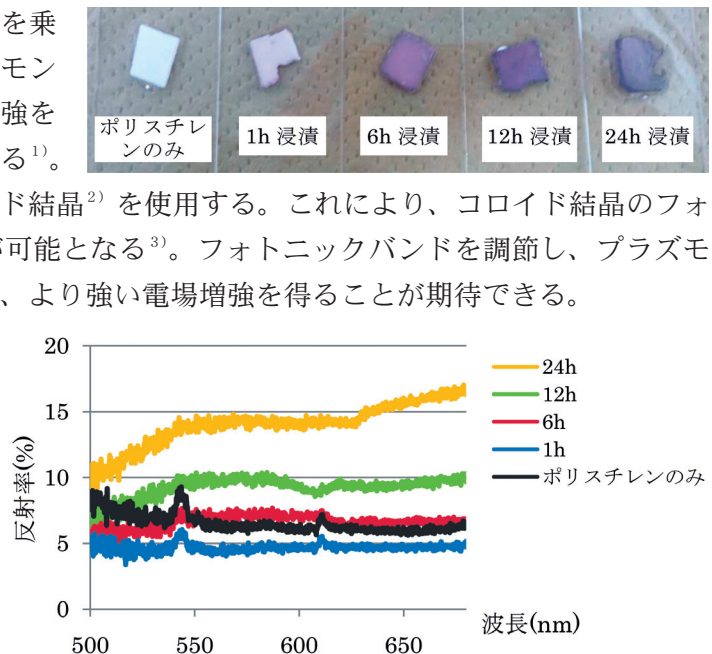 を乗
モン
強を
る¹⁾。
ポリスチレ
ンのみ
1h 浸漬
6h 浸漬
12h 浸漬
24h 浸漬
ド結晶²⁾ を使用する。これにより、コロイド結晶のフォ
が可能となる³⁾。フォトニックバンドを調節し、プラズモ
、より強い電場増強を得ることが期待できる。
20
15
10
5
0
反射率(%)
500
550
600
650
波長(nm)
24h
12h
6h
1h
ポリスチレンのみ